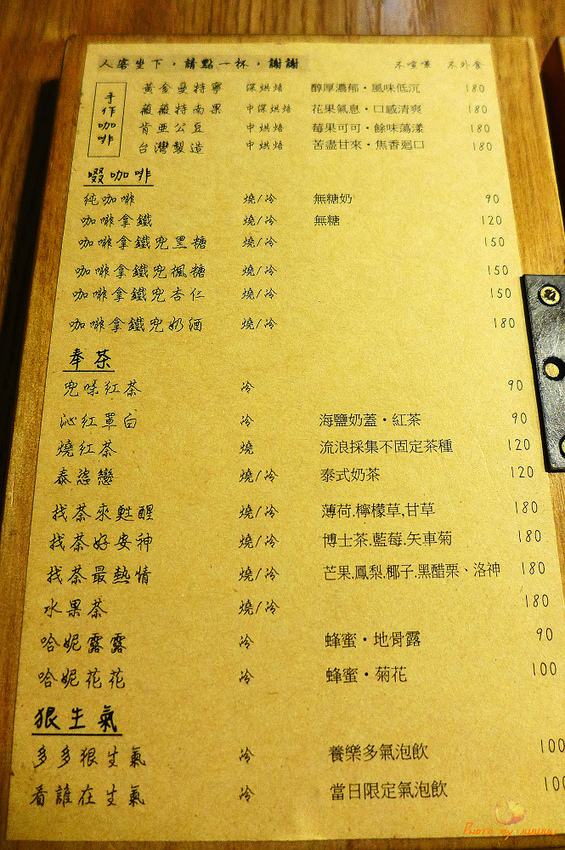 人客坐下，請點一杯，謝謝 不嚐嚐 不外食
手作咖啡
黃金曼特寧 深烘焙 醇厚濃郁・風味低沉 180
薇薇特南果 中深烘焙 花果氣息・口感清爽 180
肯亞公豆 中烘焙 莓果可可・餘味蕩漾 180
台灣製造 中烘焙 苦盡甘來・焦香過口 180
啜咖啡
純咖啡 燒/冷 無糖奶 90
咖啡拿鐵 燒/冷 無糖 120
咖啡拿鐵兜黑糖 燒/冷 150
咖啡拿鐵兜楓糖 燒/冷 150
咖啡拿鐵兜杏仁 燒/冷 150
咖啡拿鐵兜奶酒 燒/冷 180
奉茶
兜味紅茶 冷 90
沁紅罩白 冷 海鹽奶蓋・紅茶 90
燒紅茶 燒 流浪採集不固定茶種 120
泰恣戀 燒/冷 泰式奶茶 120
找茶來甦醒 燒/冷 薄荷.檸檬草.甘草 180
找茶好安神 燒/冷 博士茶.藍莓.矢車菊 180
找茶最熱情 燒/冷 芒果.鳳梨.椰子.黑醋栗、洛神 180
水果茶 燒/冷 180
哈妮露露 冷 蜂蜜・地骨露 90
哈妮花花 冷 蜂蜜・菊花 100
狠生氣
多多狠生氣 冷 養樂多氣泡飲 100
看誰在生氣 冷 當日限定氣泡飲 100